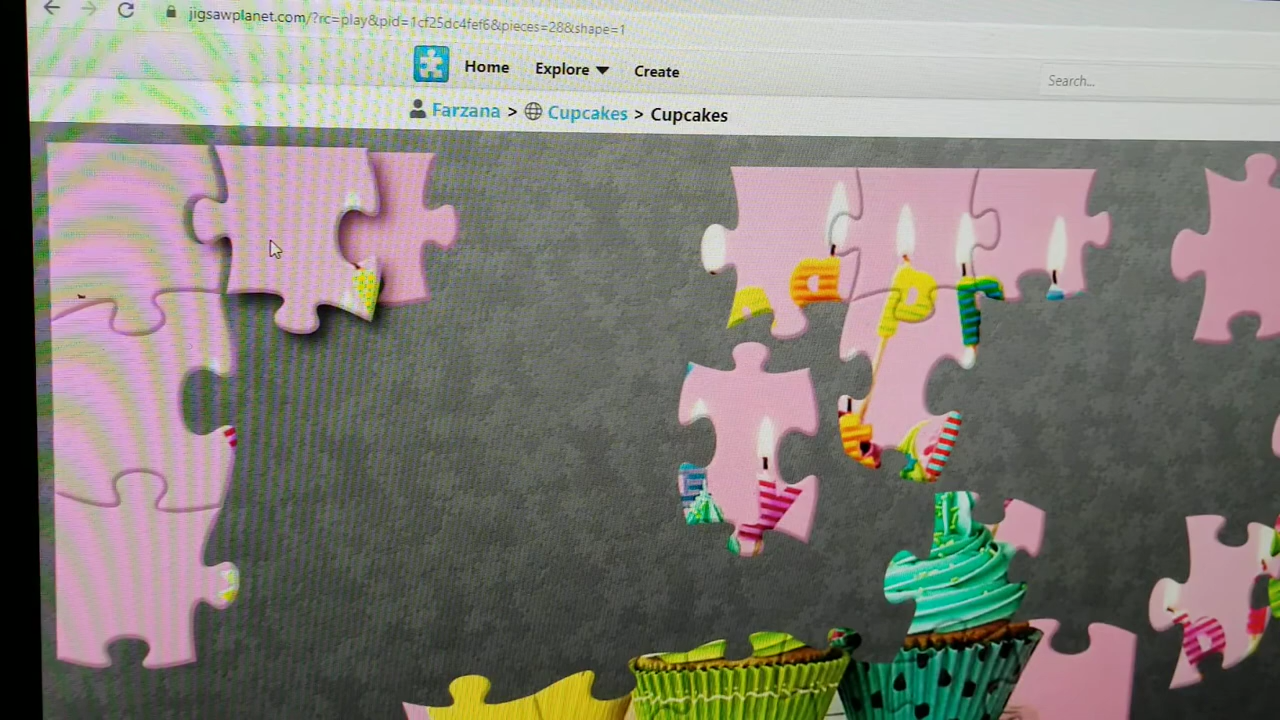 jigsawplanet.com/?rc=play&pid=1cf25dc4fef6&pieces=28&shape=1
Home Explore Create
Search...
Farzana > Cupcakes > Cupcakes